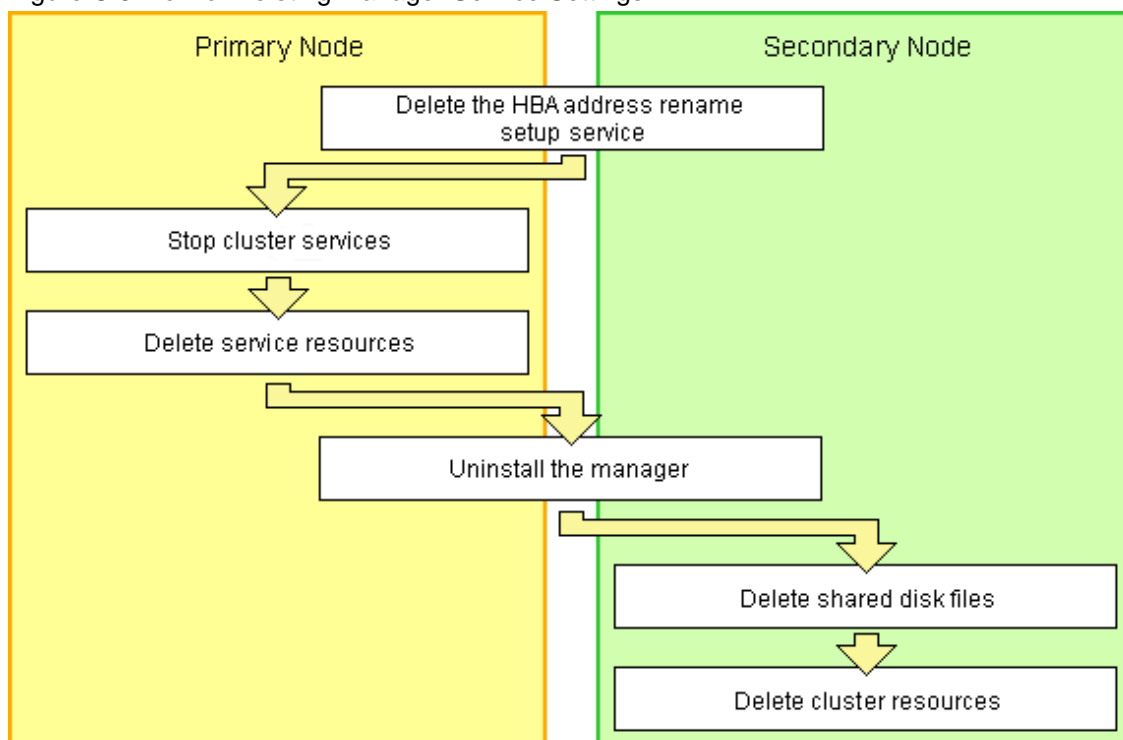 Primary Node
Secondary Node
Delete the HBA address rename
setup service
Stop cluster services
Delete service resources
Uninstall the manager
Delete shared disk files
Delete cluster resources